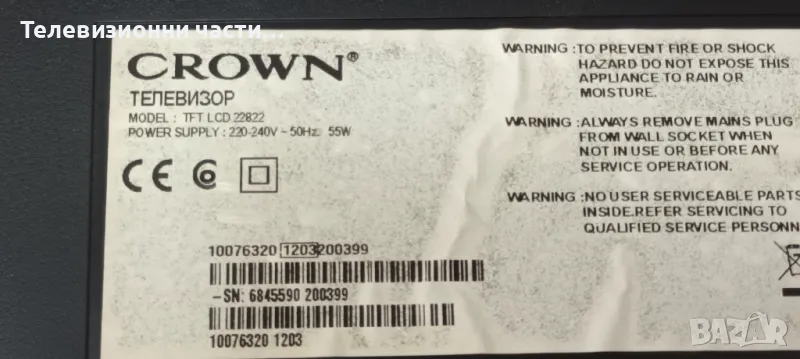 Телевизионни части...
CROWN®
ТЕЛЕВИЗОР
MODEL : TFT LCD 22822
POWER SUPPLY : 220-240V ~ 50Hz. 55W
CE
10076320 1203 200399
-SN: 6845590 200399
10076320 1203
WARNING :TO PREVENT FIRE OR SHOCK
HAZARD DO NOT EXPOSE THIS
APPLIANCE TO RAIN OR
MOISTURE.
WARNING :ALWAYS REMOVE MAINS PLUG
FROM WALL SOCKET WHEN
NOT IN USE OR BEFORE ANY
SERVICE OPERATION.
WARNING :NO USER SERVICEABLE PARTS
INSIDE.REFER SERVICING TO
QUALIFIED SERVICE PERSONN
BAZAR